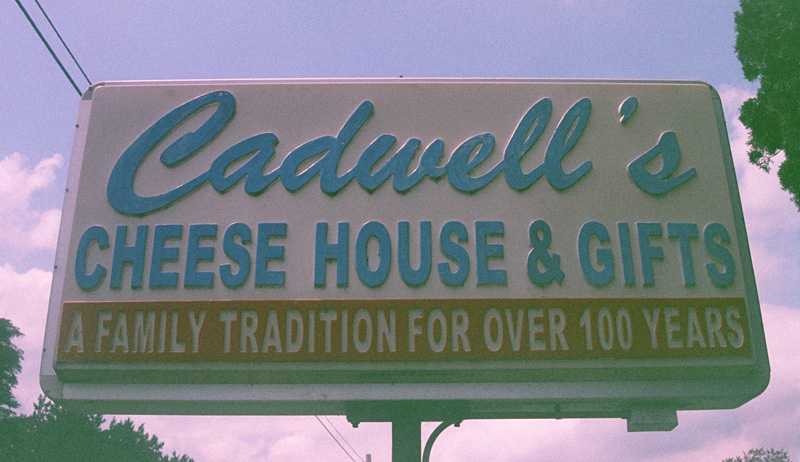 Cadwell's
CHEESE HOUSE & GIFTS
A FAMILY TRADITION FOR OVER 100 YEARS